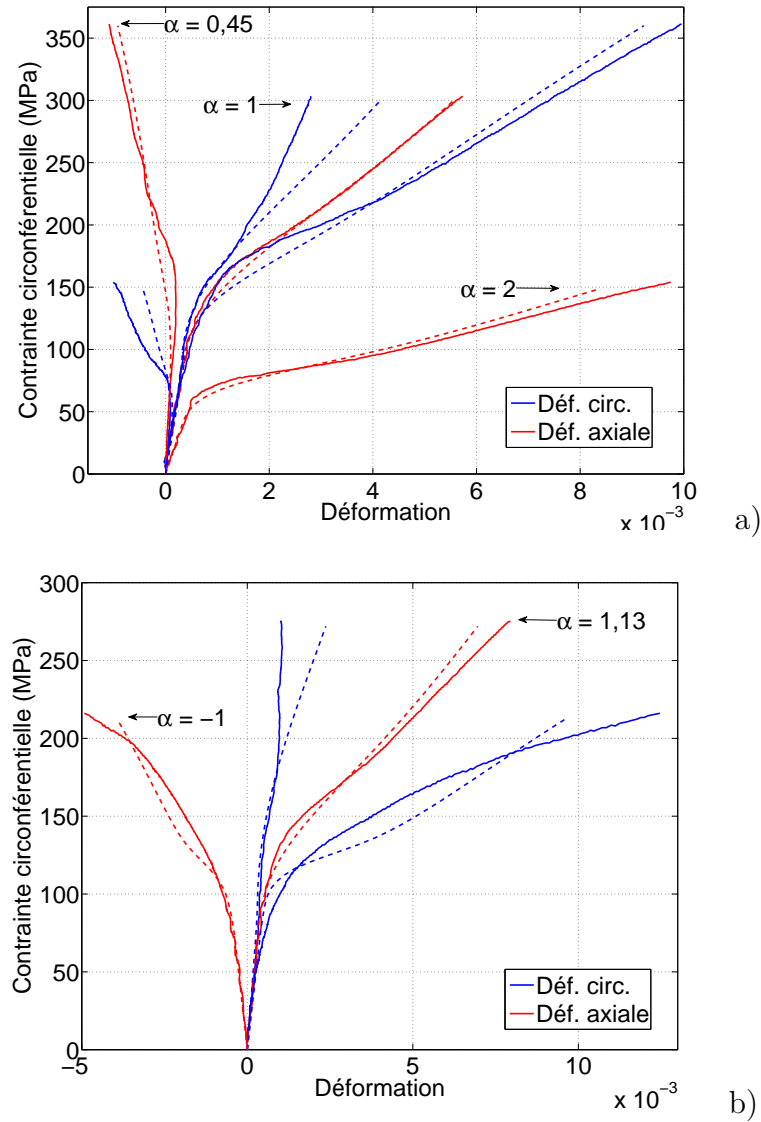 350
300
250
200
150
100
50
0
Contrainte circonférentielle (MPa)
α = 0,45
α = 1
α = 2
Déf. circ.
Déf. axiale
0 2 4 6 8 10
Déformation
x 10⁻³
a)
300
250
200
150
100
50
0
Contrainte circonférentielle (MPa)
α = 1,13
α = −1
Déf. circ.
Déf. axiale
−5 0 5 10
Déformation
x 10⁻³
b)